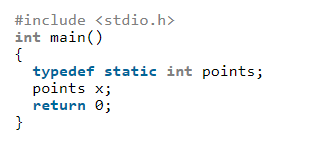 #include <stdio.h>
int main()
{
  typedef static int points;
  points x;
  return 0;
}